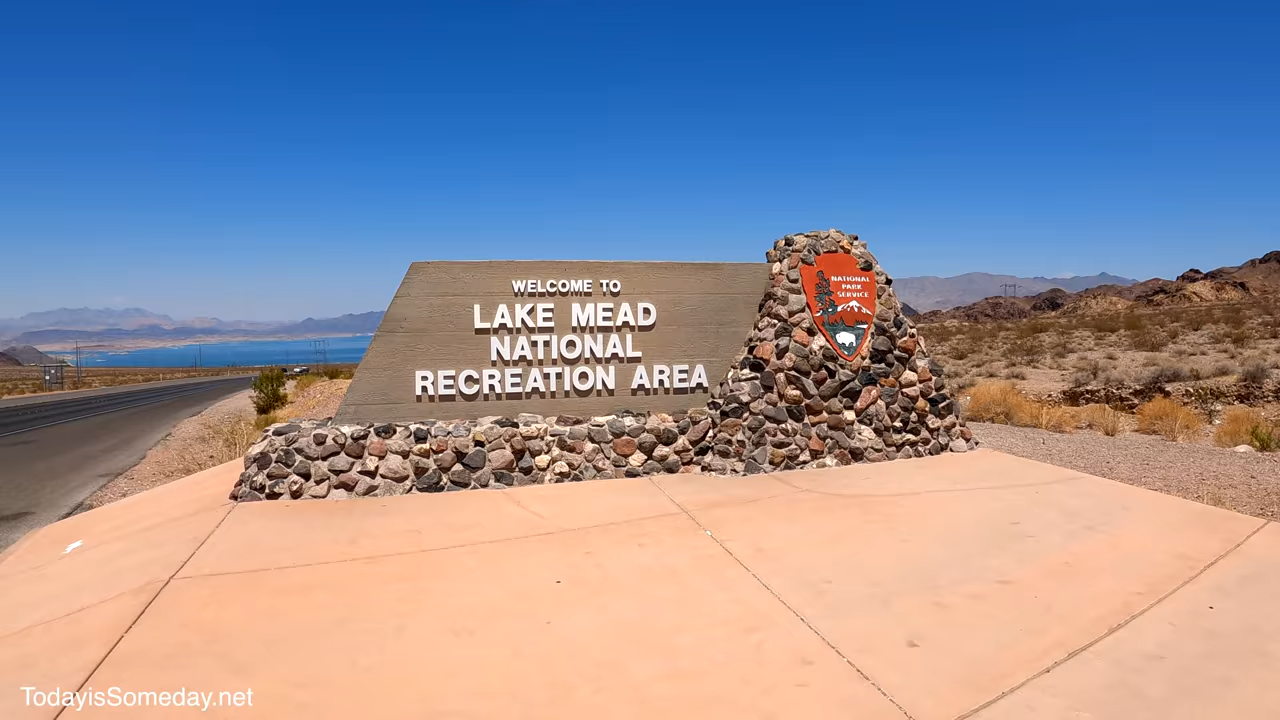 WELCOME TO
LAKE MEAD
NATIONAL
RECREATION AREA
NATIONAL
PARK
SERVICE
TodayisSomeday.net